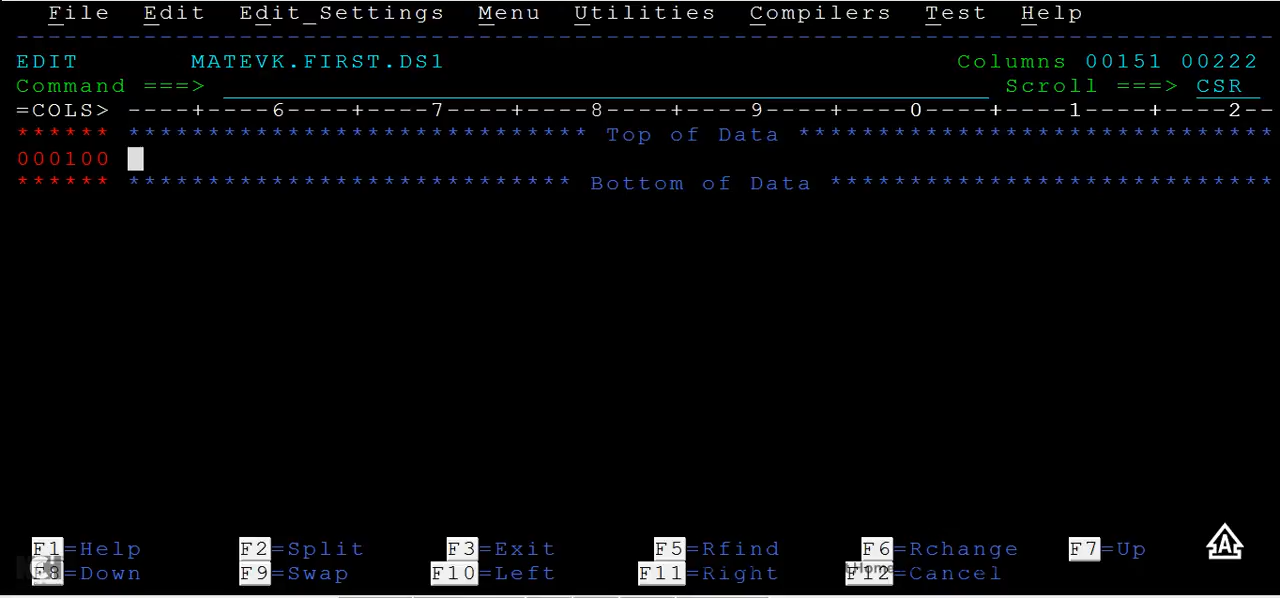 File Edit Edit_Settings Menu Utilities Compilers Test Help
--------------------------------------------------------------------------------
EDIT MATEVK.FIRST.DS1 Columns 00151 00222
Command ===> Scroll ===> CSR
=COLS> ----+----6----+----7----+----8----+----9----+----0----+----1----+----2--
****** ***************************** Top of Data ******************************
000100
****** **************************** Bottom of Data ****************************
F1=Help F2=Split F3=Exit F5=Rfind F6=Rchange F7=Up
F8=Down F9=Swap F10=Left F11=Right F12=Cancel
Home
A